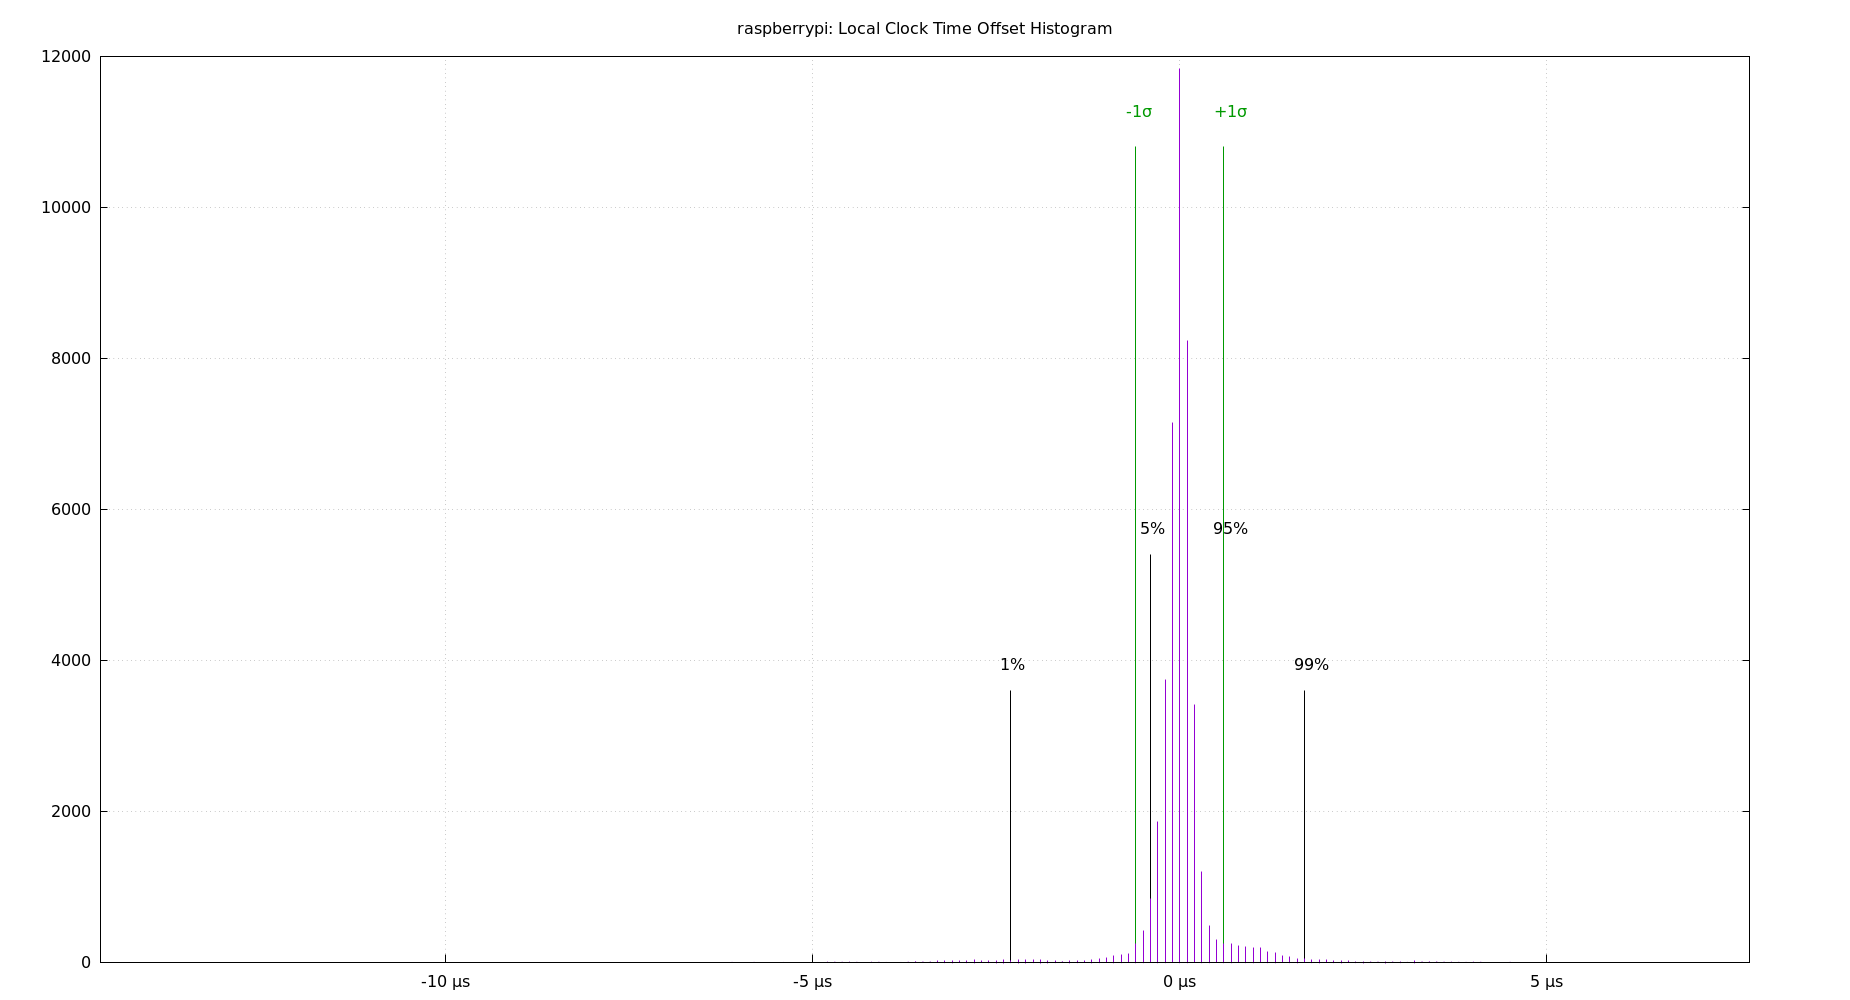 raspberrypi: Local Clock Time Offset Histogram
12000
-1σ
+1σ
10000
8000
6000
5%
95%
4000
1%
99%
2000
0
-10 µs
-5 µs
0 µs
5 µs